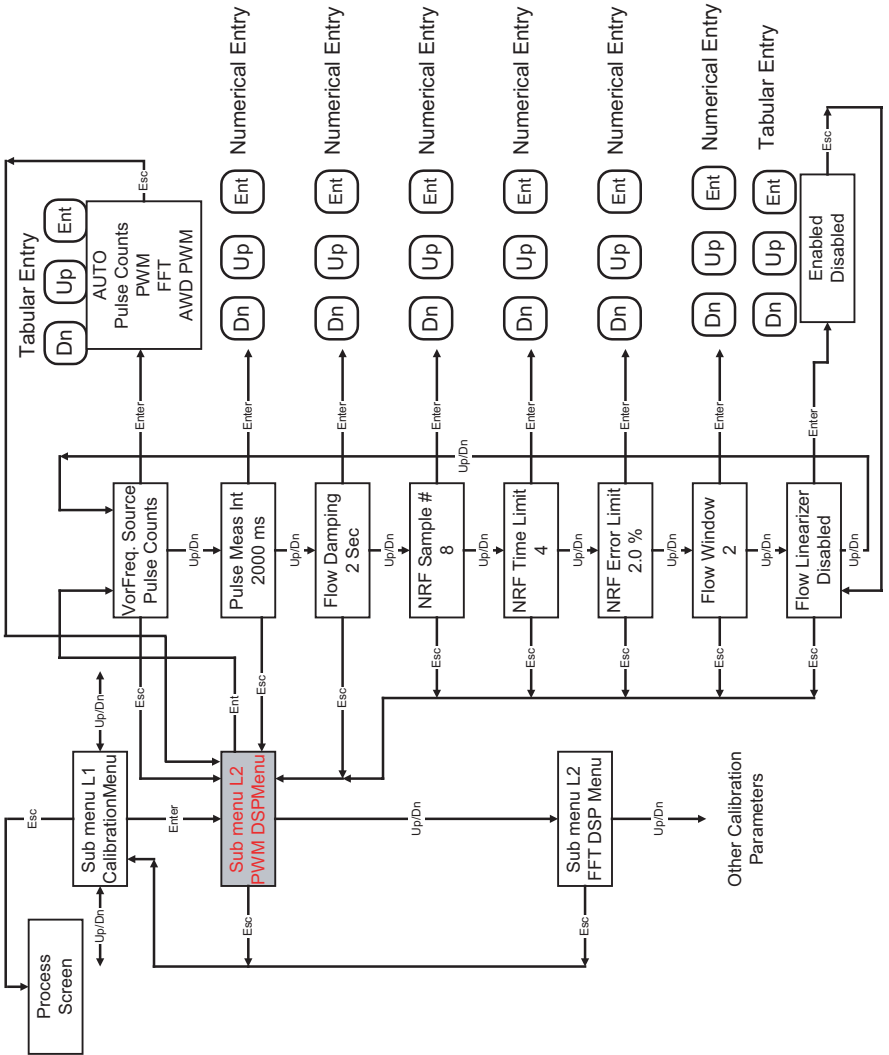 Process
Screen
Esc
Up/Dn
Sub menu L1
CalibrationMenu
Up/Dn
Enter
Sub menu L2
PWM DSPMenu
Esc
Ent
Up/Dn
Sub menu L2
FFT DSP Menu
Esc
Up/Dn
Other Calibration
Parameters
VorFreq. Source
Pulse Counts
Esc
Enter
Up/Dn
Tabular Entry
Dn
Up
Ent
AUTO
Pulse Counts
PWM
FFT
AWD PWM
Esc
Pulse Meas Int
2000 ms
Esc
Enter
Up/Dn
Dn
Up
Ent
Numerical Entry
Flow Damping
2 Sec
Esc
Enter
Up/Dn
Dn
Up
Ent
Numerical Entry
NRF Sample #
8
Esc
Enter
Up/Dn
Dn
Up
Ent
Numerical Entry
NRF Time Limit
4
Esc
Enter
Up/Dn
Dn
Up
Ent
Numerical Entry
NRF Error Limit
2.0 %
Esc
Enter
Up/Dn
Dn
Up
Ent
Numerical Entry
Flow Window
2
Esc
Enter
Up/Dn
Dn
Up
Ent
Numerical Entry
Flow Linearizer
Disabled
Esc
Enter
Up/Dn
Dn
Up
Ent
Tabular Entry
Enabled
Disabled
Esc